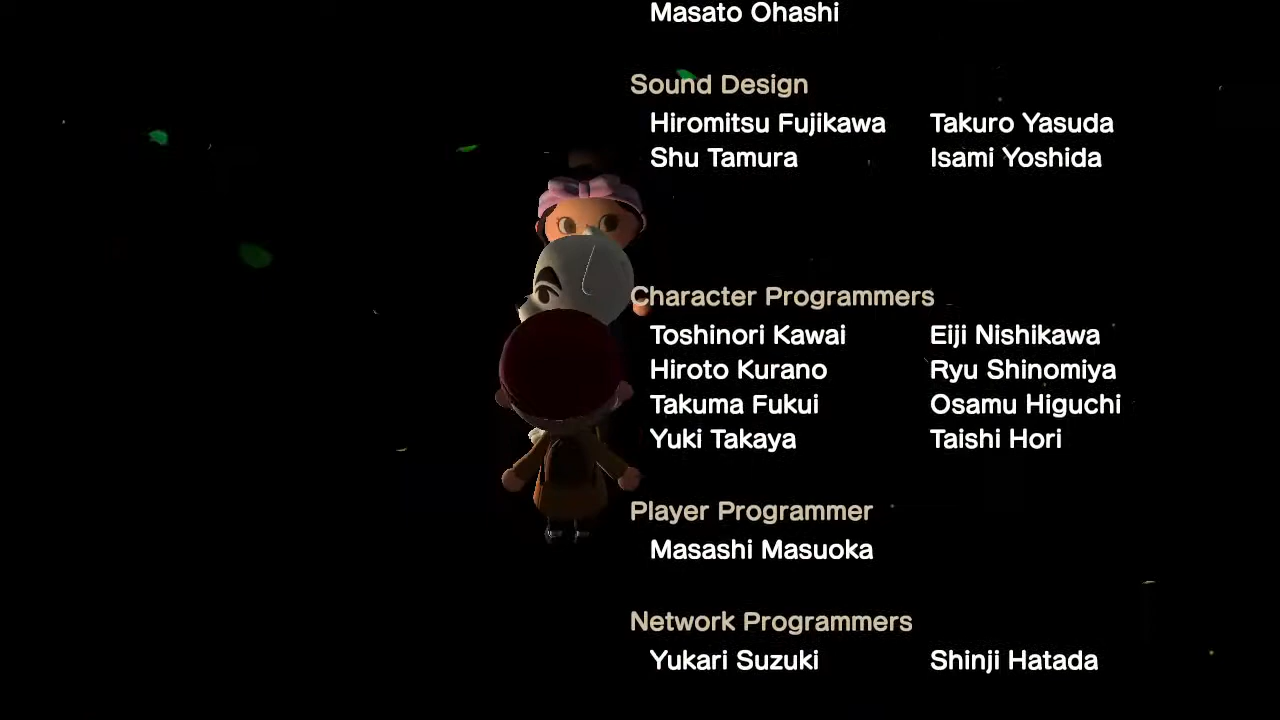 Masato Ohashi
Sound Design
Hiromitsu Fujikawa Takuro Yasuda
Shu Tamura Isami Yoshida
Character Programmers
Toshinori Kawai Eiji Nishikawa
Hiroto Kurano Ryu Shinomiya
Takuma Fukui Osamu Higuchi
Yuki Takaya Taishi Hori
Player Programmer
Masashi Masuoka
Network Programmers
Yukari Suzuki Shinji Hatada